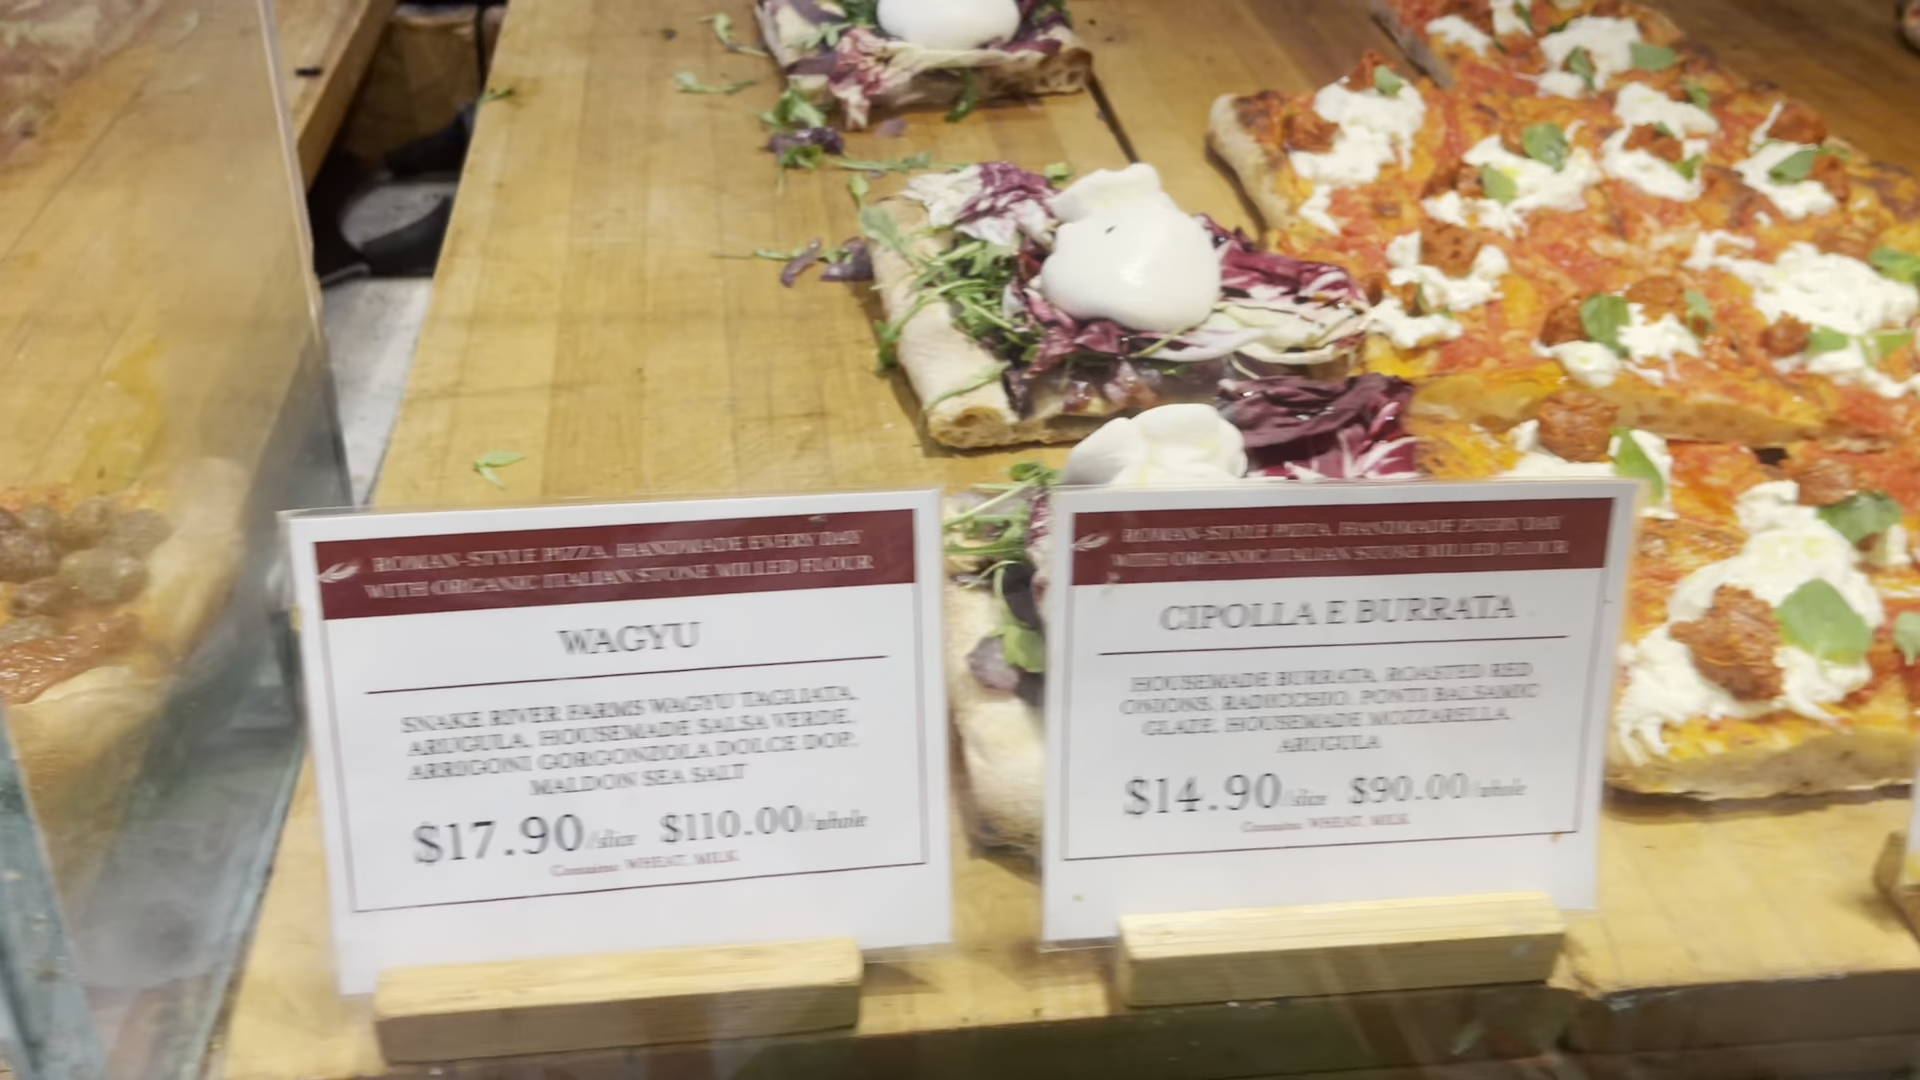 ROMAN-STYLE PIZZA, HANDMADE EVERY DAY
WITH ORGANIC ITALIAN STONE MILLED FLOUR
WAGYU
SNAKE RIVER FARMS WAGYU TAGLIATA,
ARUGULA, HOUSEMADE SALSA VERDE,
ARRIGONI GORGONZOLA DOLCE DOP,
MALDON SEA SALT
$17.90/slice $110.00/whole
Contains: WHEAT, MILK
ROMAN-STYLE PIZZA, HANDMADE EVERY DAY
WITH ORGANIC ITALIAN STONE MILLED FLOUR
CIPOLLA E BURRATA
HOUSEMADE BURRATA, ROASTED RED
ONIONS, RADICCHIO, PONTI BALSAMIC
GLAZE, HOUSEMADE MOZZARELLA,
ARUGULA
$14.90/slice $90.00/whole
Contains: WHEAT, MILK